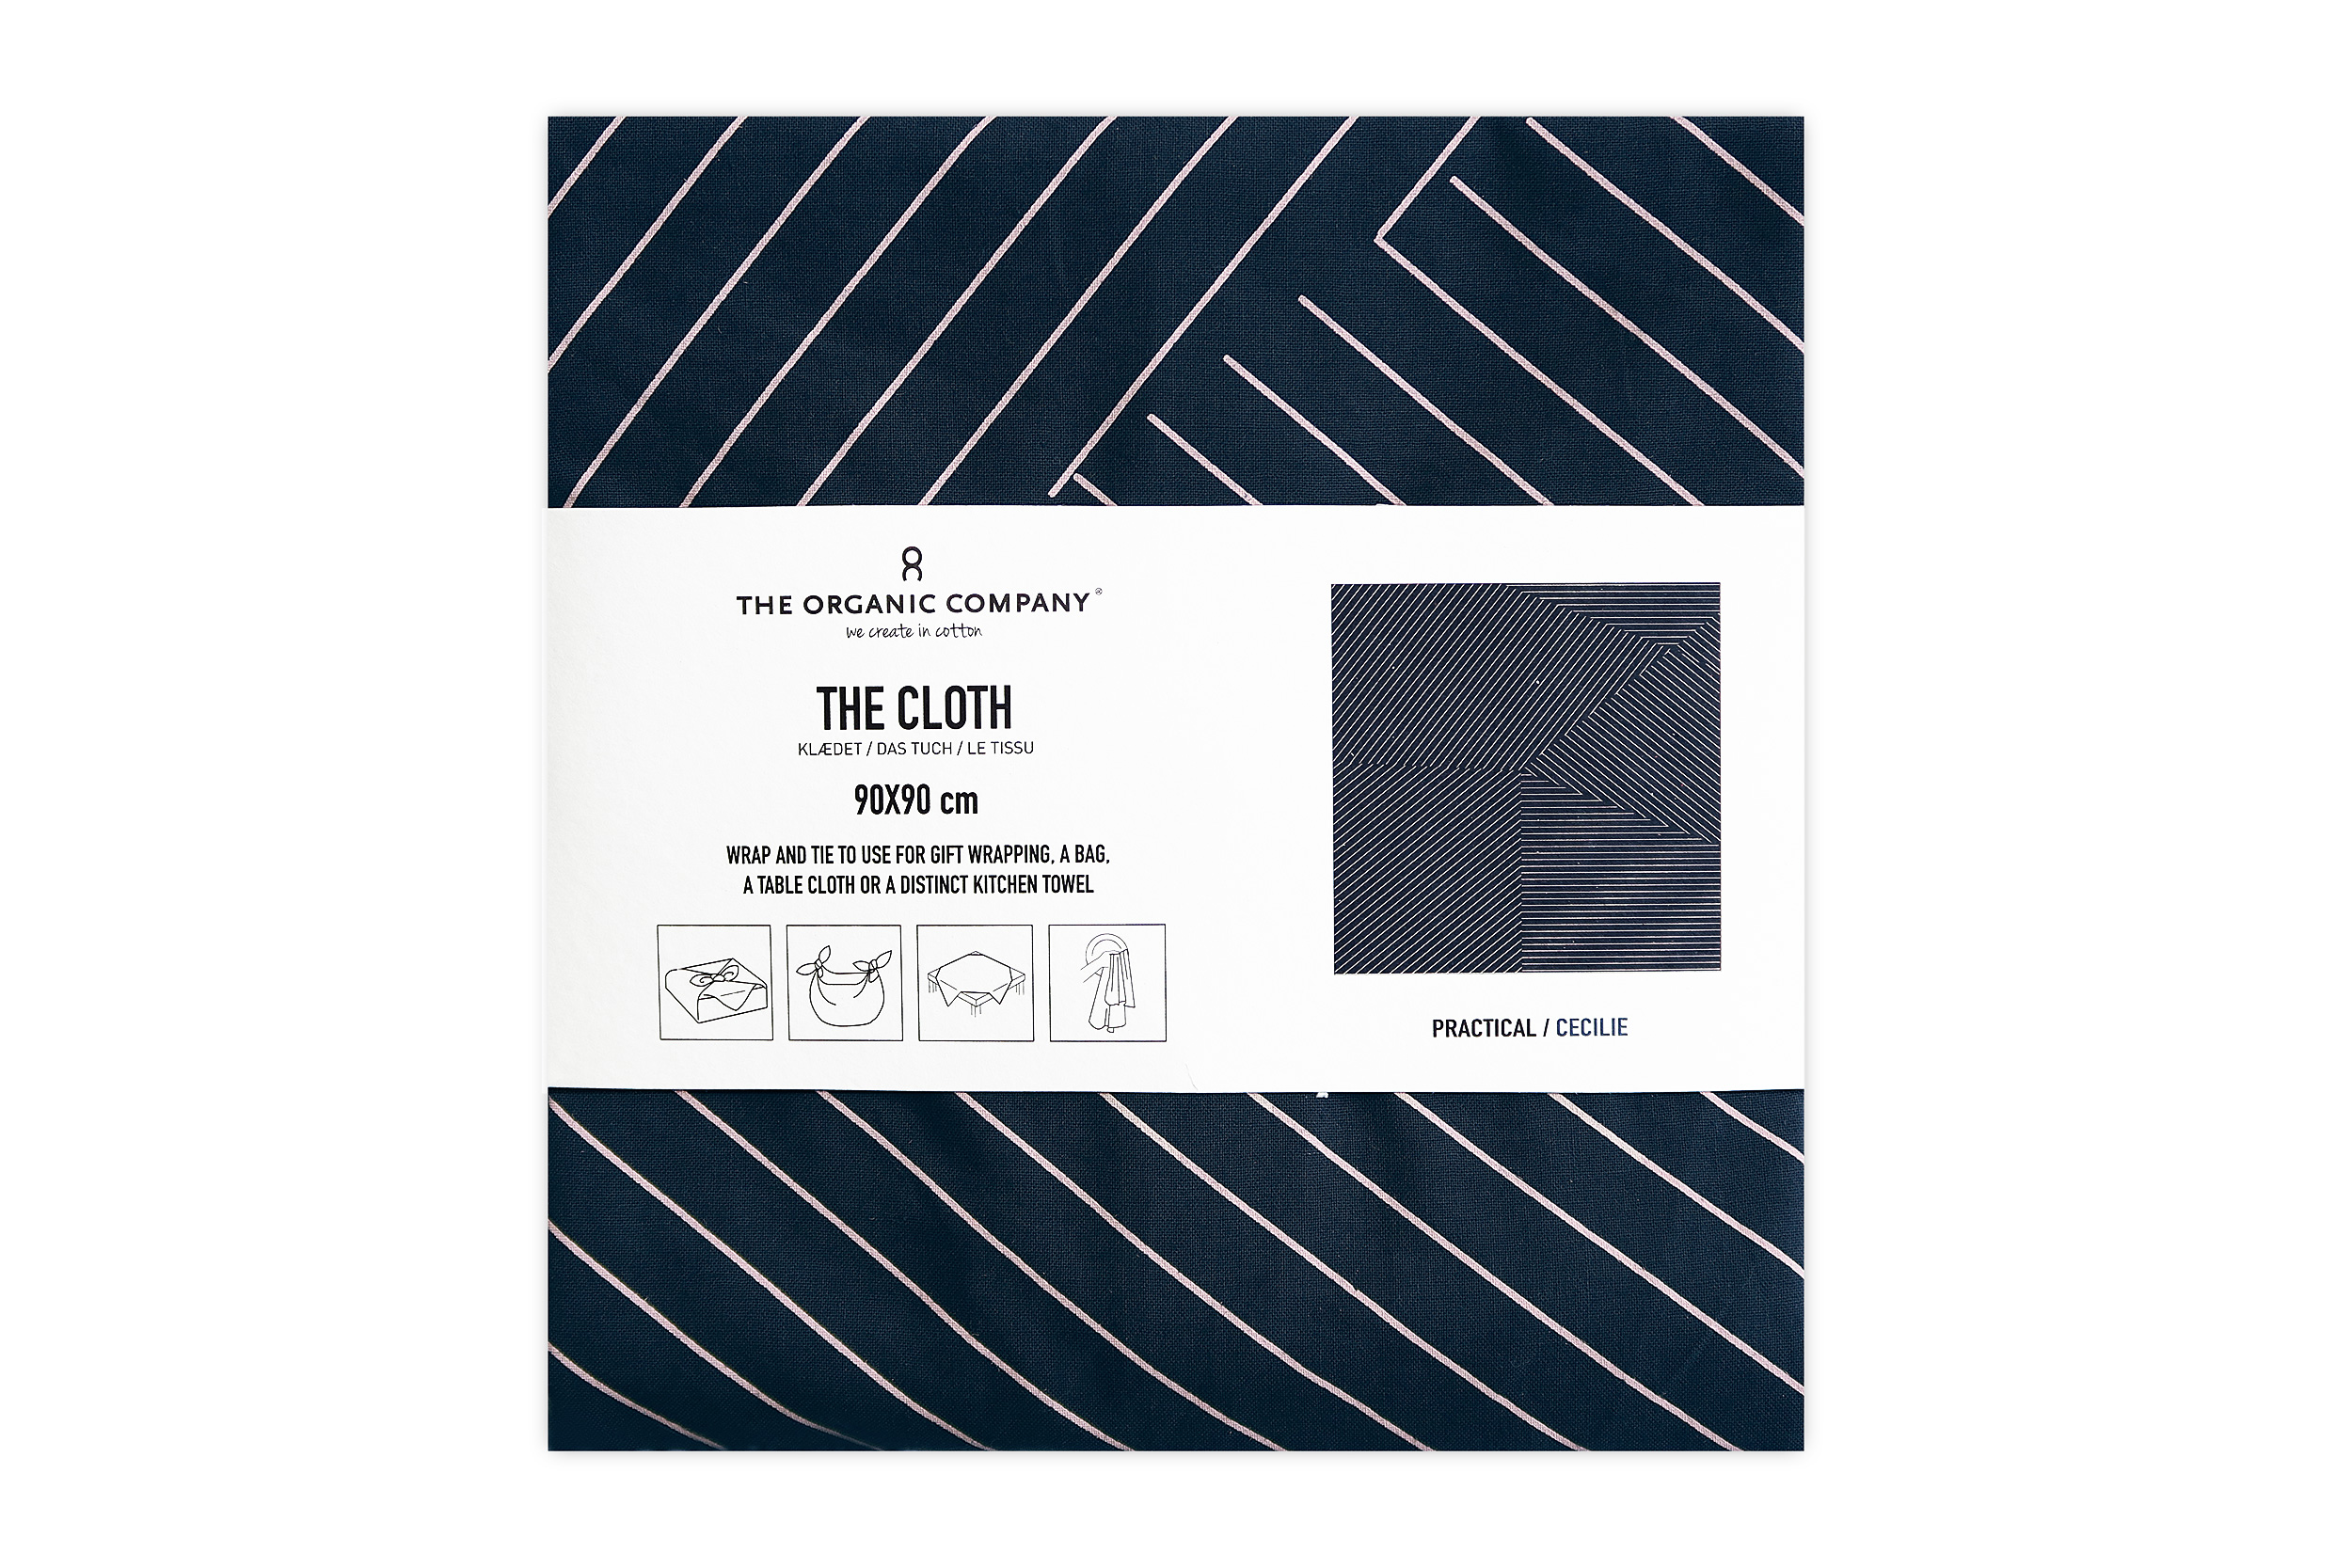 THE ORGANIC COMPANY®
we create in cotton
THE CLOTH
KLÆDET / DAS TUCH / LE TISSU
90X90 cm
WRAP AND TIE TO USE FOR GIFT WRAPPING, A BAG,
A TABLE CLOTH OR A DISTINCT KITCHEN TOWEL
PRACTICAL / CECILIE